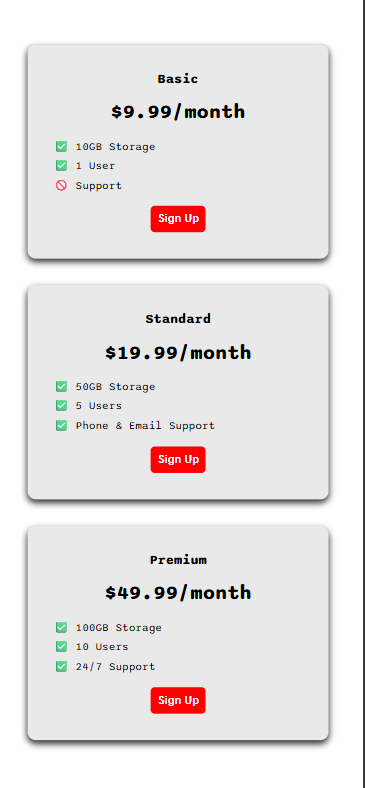 Basic
$9.99/month
✅ 10GB Storage
✅ 1 User
🚫 Support
Sign Up
Standard
$19.99/month
✅ 50GB Storage
✅ 5 Users
✅ Phone & Email Support
Sign Up
Premium
$49.99/month
✅ 100GB Storage
✅ 10 Users
✅ 24/7 Support
Sign Up